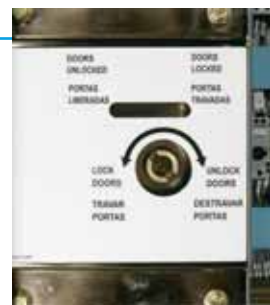 DOORS
UNLOCKED
DOORS
LOCKED
PORTAS
LIBERADAS
PORTAS
TRAVADAS
LOCK
DOORS
UNLOCK
DOORS
TRAVAR
PORTAS
DESTRAVAR
PORTAS